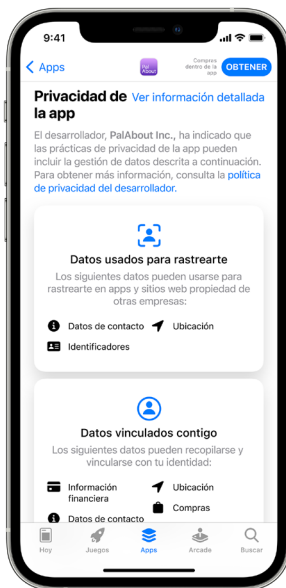 9:41
Apps
Pal About
Compras
dentro de la
app
OBTENER
Privacidad de Ver información detallada
la app
El desarrollador, PalAbout Inc., ha indicado que
las prácticas de privacidad de la app pueden
incluir la gestión de datos descrita a continuación.
Para obtener más información, consulta la política
de privacidad del desarrollador.
Datos usados para rastrearte
Los siguientes datos pueden usarse para
rastrearte en apps y sitios web propiedad de
otras empresas:
Datos de contacto Ubicación
Identificadores
Datos vinculados contigo
Los siguientes datos pueden recopilarse y
vincularse con tu identidad:
Información Ubicación
financiera
Compras
Datos de contacto
Hoy Juegos Apps Arcade Buscar